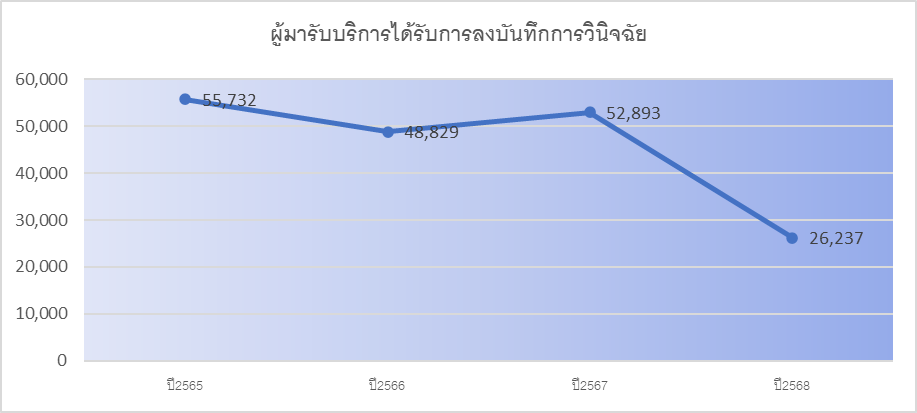 ผู้มารับบริการได้รับการลงบันทึกการวินิจฉัย
60,000
50,000
40,000
30,000
20,000
10,000
0
55,732
48,829
52,893
26,237
ปี2565
ปี2566
ปี2567
ปี2568